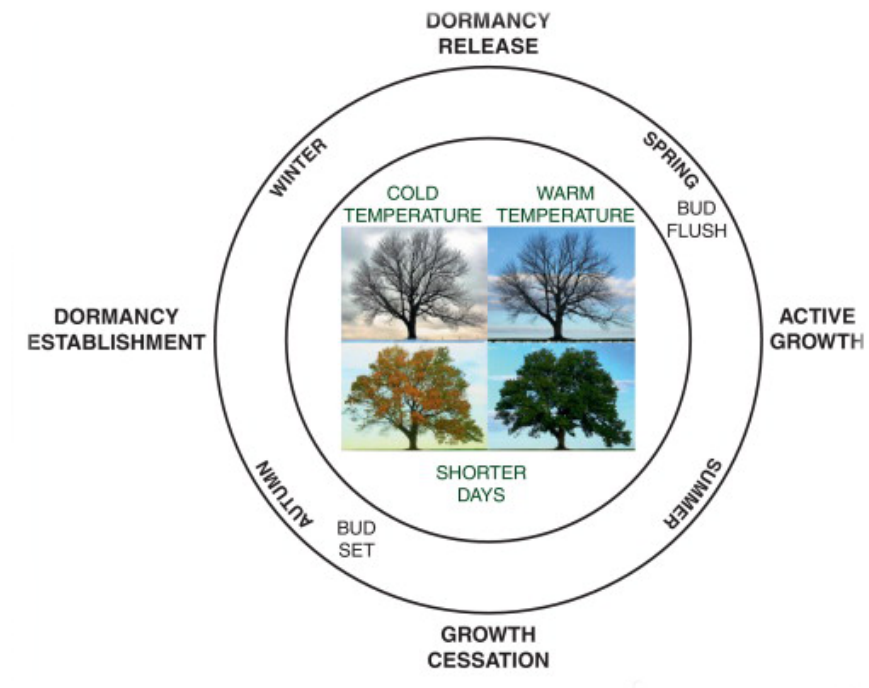 DORMANCY
RELEASE
WINTER
SPRING
COLD
TEMPERATURE
WARM
TEMPERATURE
BUD
FLUSH
DORMANCY
ESTABLISHMENT
ACTIVE
GROWTH
SHORTER
DAYS
AUTUMN
SUMMER
BUD
SET
GROWTH
CESSATION